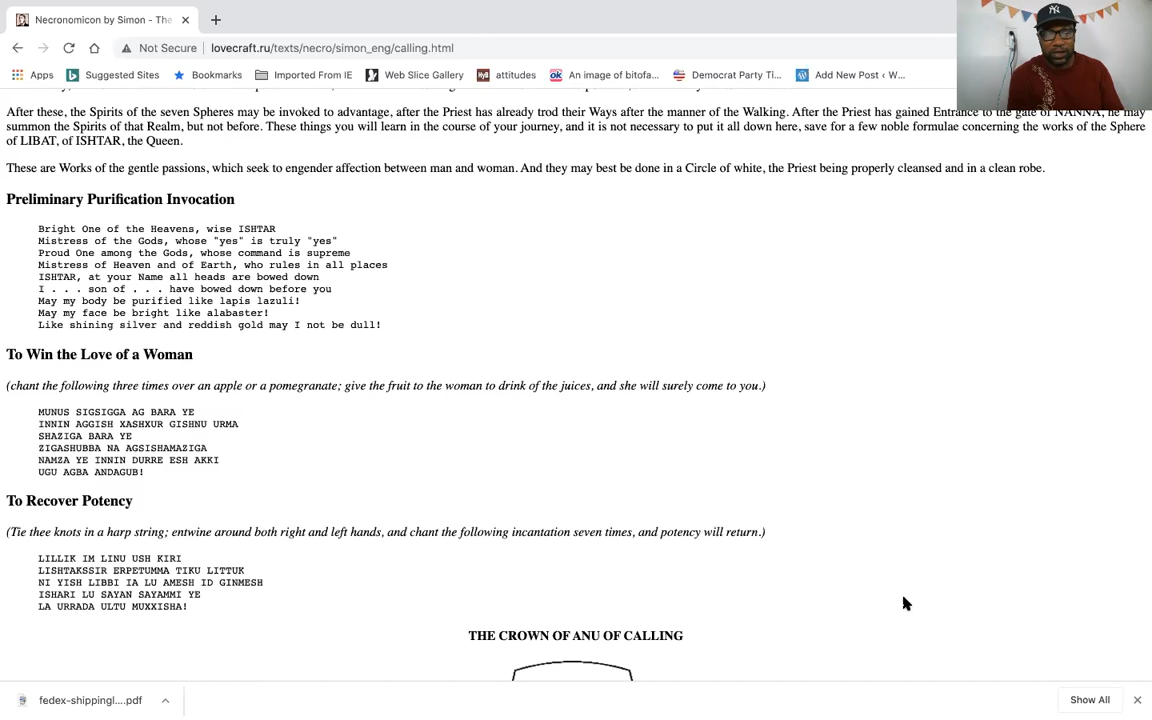 Necronomicon by Simon - The
Not Secure
lovecraft.ru/texts/necro/simon_eng/calling.html
Apps
Suggested Sites
Bookmarks
Imported From IE
Web Slice Gallery
attitudes
An image of bitofa...
Democrat Party Ti...
Add New Post ‹ W...
After these, the Spirits of the seven Spheres may be invoked to advantage, after the Priest has already trod their Ways after the manner of the Walking. After the Priest has gained Entrance to the gate of NANNA, he may
summon the Spirits of that Realm, but not before. These things you will learn in the course of your journey, and it is not necessary to put it all down here, save for a few noble formulae concerning the works of the Sphere
of LIBAT, of ISHTAR, the Queen.
These are Works of the gentle passions, which seek to engender affection between man and woman. And they may best be done in a Circle of white, the Priest being properly cleansed and in a clean robe.
Preliminary Purification Invocation
Bright One of the Heavens, wise ISHTAR
Mistress of the Gods, whose "yes" is truly "yes"
Proud One among the Gods, whose command is supreme
Mistress of Heaven and of Earth, who rules in all places
ISHTAR, at your Name all heads are bowed down
I . . . son of . . . have bowed down before you
May my body be purified like lapis lazuli!
May my face be bright like alabaster!
Like shining silver and reddish gold may I not be dull!
To Win the Love of a Woman
(chant the following three times over an apple or a pomegranate; give the fruit to the woman to drink of the juices, and she will surely come to you.)
MUNUS SIGSIGGA AG BARA YE
INNIN AGGISH XASHXUR GISHNU URMA
SHAZIGA BARA YE
ZIGASHUBBA NA AGSISHAMAZIGA
NAMZA YE INNIN DURRE ESH AKKI
UGU AGBA ANDAGUB!
To Recover Potency
(Tie thee knots in a harp string; entwine around both right and left hands, and chant the following incantation seven times, and potency will return.)
LILLIK IM LINU USH KIRI
LISHTAKSSIR ERPETUMMA TIKU LITTUK
NI YISH LIBBI IA LU AMESH ID GINMESH
ISHARI LU SAYAN SAYAMMI YE
LA URRADA ULTU MUXXISHA!
THE CROWN OF ANU OF CALLING
fedex-shippingl....pdf
Show All